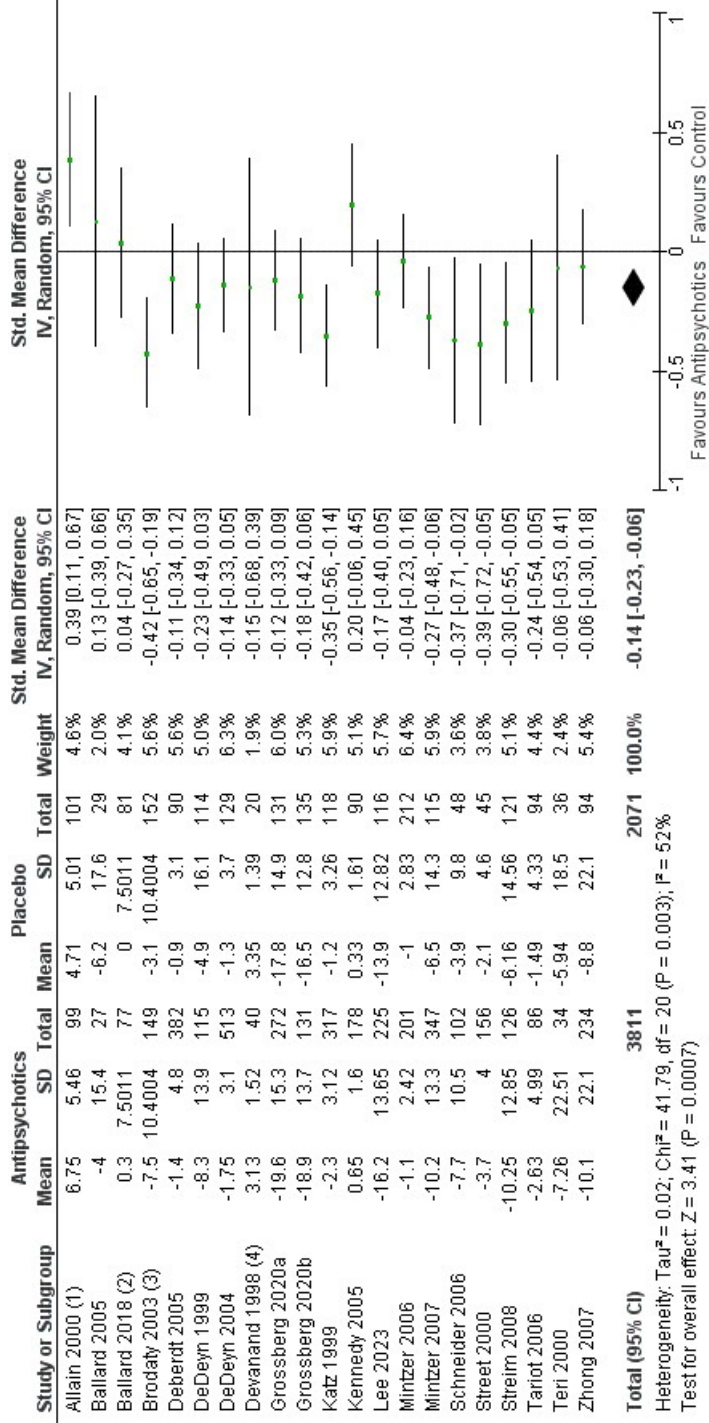 Antipsychotics Placebo Std. Mean Difference Std. Mean Difference
Study or Subgroup Mean SD Total Mean SD Total Weight IV, Random, 95% CI IV, Random, 95% CI
Allain 2000 (1) 6.75 5.46 99 4.71 5.01 101 4.6% 0.39 [0.11, 0.67]
Ballard 2005 -4 15.4 27 -6.2 17.6 29 2.0% 0.13 [-0.39, 0.66]
Ballard 2018 (2) 0.3 7.5011 77 0 7.5011 81 4.1% 0.04 [-0.27, 0.35]
Brodaty 2003 (3) -7.5 10.4004 149 -3.1 10.4004 152 5.6% -0.42 [-0.65, -0.19]
Deberdt 2005 -1.4 4.8 382 -0.9 3.1 90 5.6% -0.11 [-0.34, 0.12]
DeDeyn 1999 -8.3 13.9 115 -4.9 16.1 114 5.0% -0.23 [-0.49, 0.03]
DeDeyn 2004 -1.75 3.1 513 -1.3 3.7 129 6.3% -0.14 [-0.33, 0.05]
Devanand 1998 (4) 3.13 1.52 40 3.35 1.39 20 1.9% -0.15 [-0.68, 0.39]
Grossberg 2020a -19.6 15.3 272 -17.8 14.9 131 6.0% -0.12 [-0.33, 0.09]
Grossberg 2020b -18.9 13.7 131 -16.5 12.8 135 5.3% -0.18 [-0.42, 0.06]
Katz 1999 -2.3 3.12 317 -1.2 3.26 118 5.9% -0.35 [-0.56, -0.14]
Kennedy 2005 0.65 1.6 178 0.33 1.61 90 5.1% 0.20 [-0.06, 0.45]
Lee 2023 -16.2 13.65 225 -13.9 12.82 116 5.7% -0.17 [-0.40, 0.05]
Mintzer 2006 -1.1 2.42 201 -1 2.83 212 6.4% -0.04 [-0.23, 0.16]
Mintzer 2007 -10.2 13.3 347 -6.5 14.3 115 5.9% -0.27 [-0.48, -0.06]
Schneider 2006 -7.7 10.5 102 -3.9 9.8 48 3.6% -0.37 [-0.71, -0.02]
Street 2000 -3.7 4 156 -2.1 4.6 45 3.8% -0.39 [-0.72, -0.05]
Streim 2008 -10.25 12.85 126 -6.16 14.56 121 5.1% -0.30 [-0.55, -0.05]
Tariot 2006 -2.63 4.99 86 -1.49 4.33 94 4.4% -0.24 [-0.54, 0.05]
Teri 2000 -7.26 22.51 34 -5.94 18.5 36 2.4% -0.06 [-0.53, 0.41]
Zhong 2007 -10.1 22.1 234 -8.8 22.1 94 5.4% -0.06 [-0.30, 0.18]
Total (95% CI) 3811 2071 100.0% -0.14 [-0.23, -0.06]
Heterogeneity: Tau² = 0.02; Chi² = 41.79, df = 20 (P = 0.003); I² = 52%
Test for overall effect: Z = 3.41 (P = 0.0007)
-1 -0.5 0 0.5 1
Favours Antipsychotics Favours Control